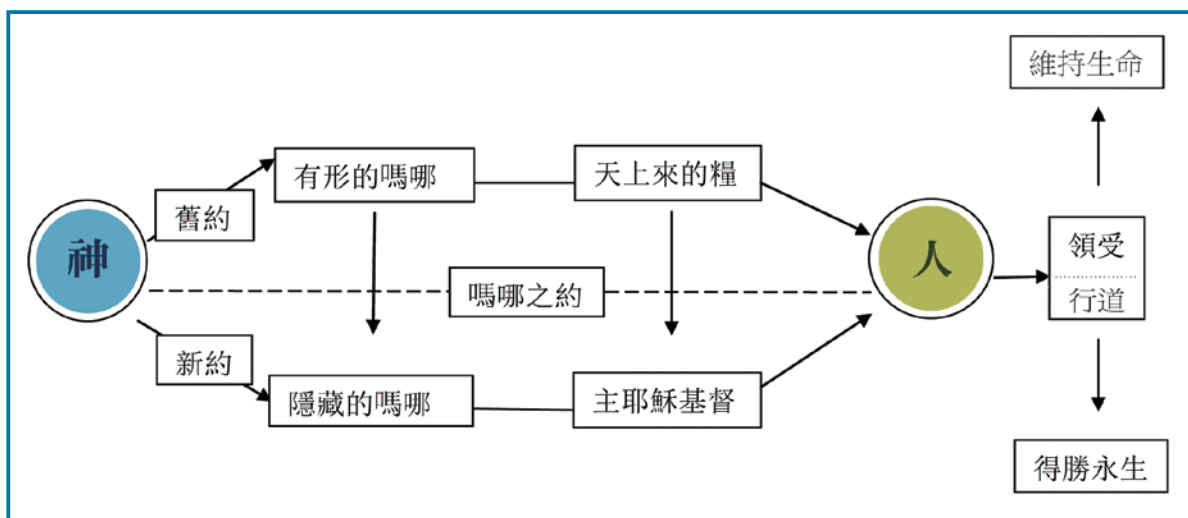 維持生命
有形的嗎哪
天上來的糧
舊約
神
人
領受
行道
嗎哪之約
新約
隱藏的嗎哪
主耶穌基督
得勝永生